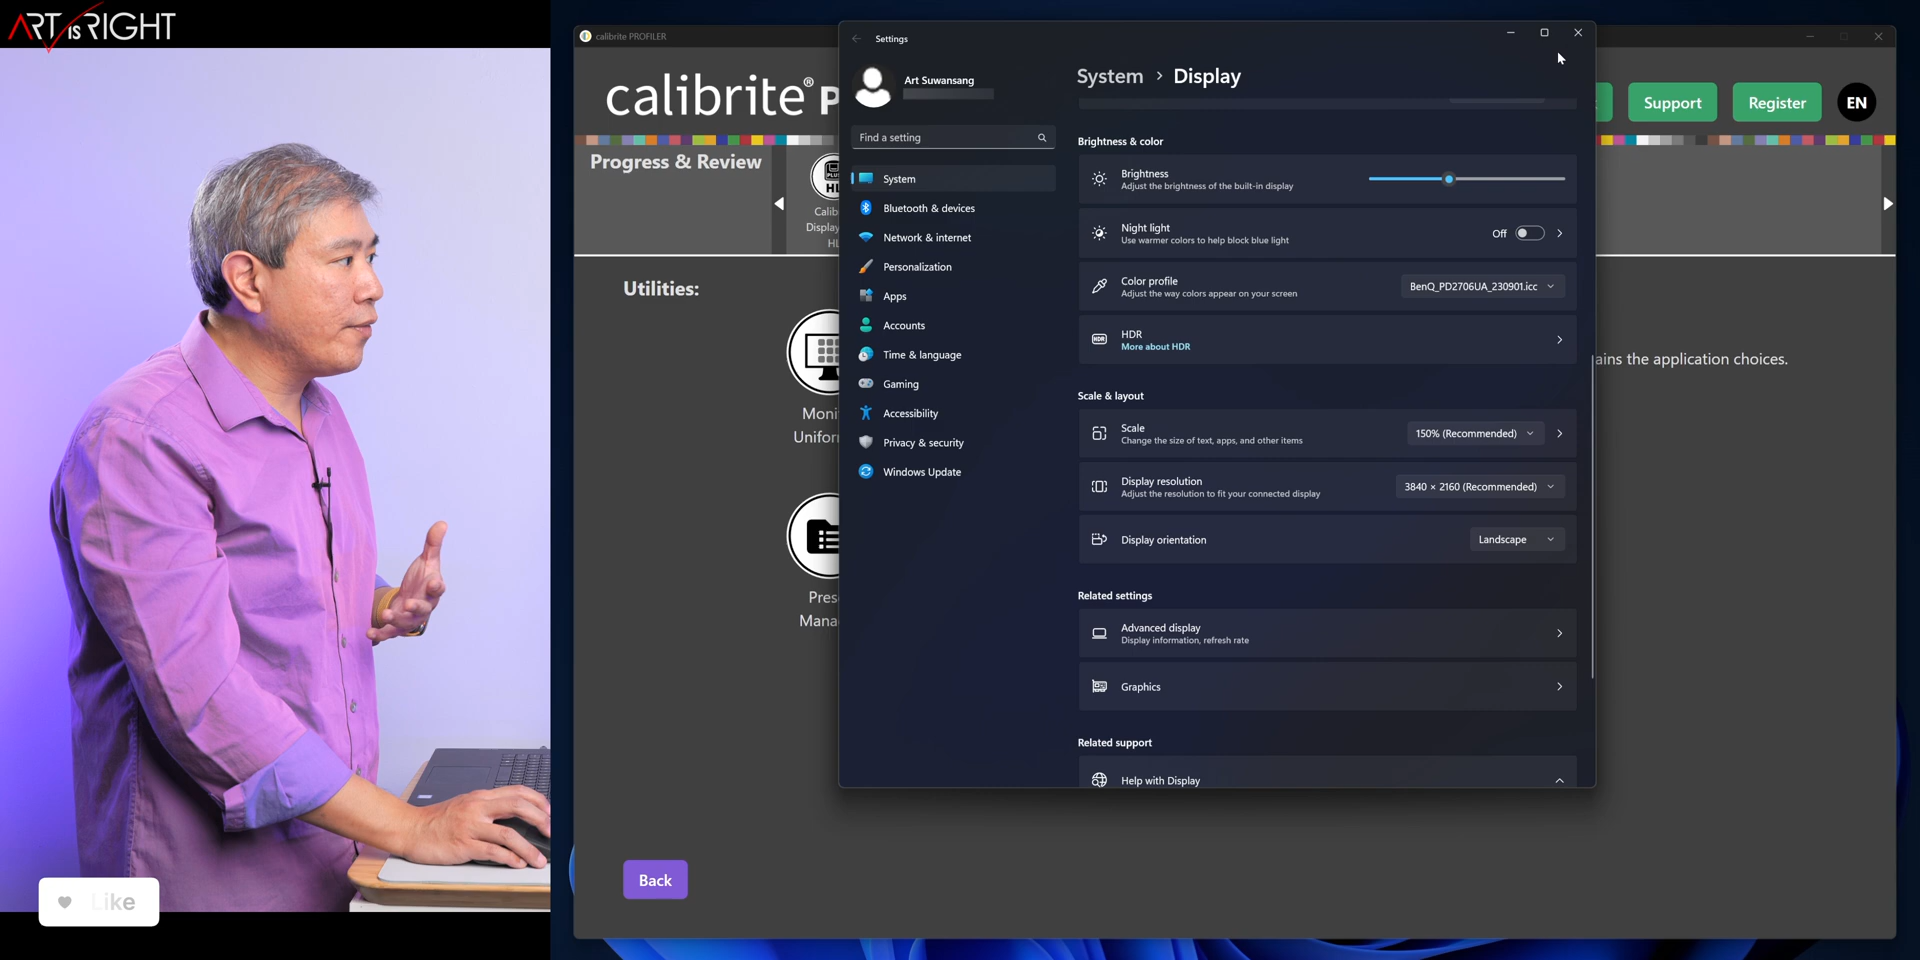 ART IS RIGHT
calibrite PROFILER
calibrite® P
Support
Register
EN
Progress & Review
HL
Calib
Display
HL
Utilities:
Moni
Unifor
Prese
Mana
ains the application choices.
Back
Like
Settings
Art Suwansang
Find a setting
System
Bluetooth & devices
Network & internet
Personalization
Apps
Accounts
Time & language
Gaming
Accessibility
Privacy & security
Windows Update
System > Display
Brightness & color
Brightness
Adjust the brightness of the built-in display
Night light
Use warmer colors to help block blue light
Off
Color profile
Adjust the way colors appear on your screen
BenQ_PD2706UA_230901.icc
HDR
HDR
More about HDR
Scale & layout
Scale
Change the size of text, apps, and other items
150% (Recommended)
Display resolution
Adjust the resolution to fit your connected display
3840 × 2160 (Recommended)
Display orientation
Landscape
Related settings
Advanced display
Display information, refresh rate
Graphics
Related support
Help with Display